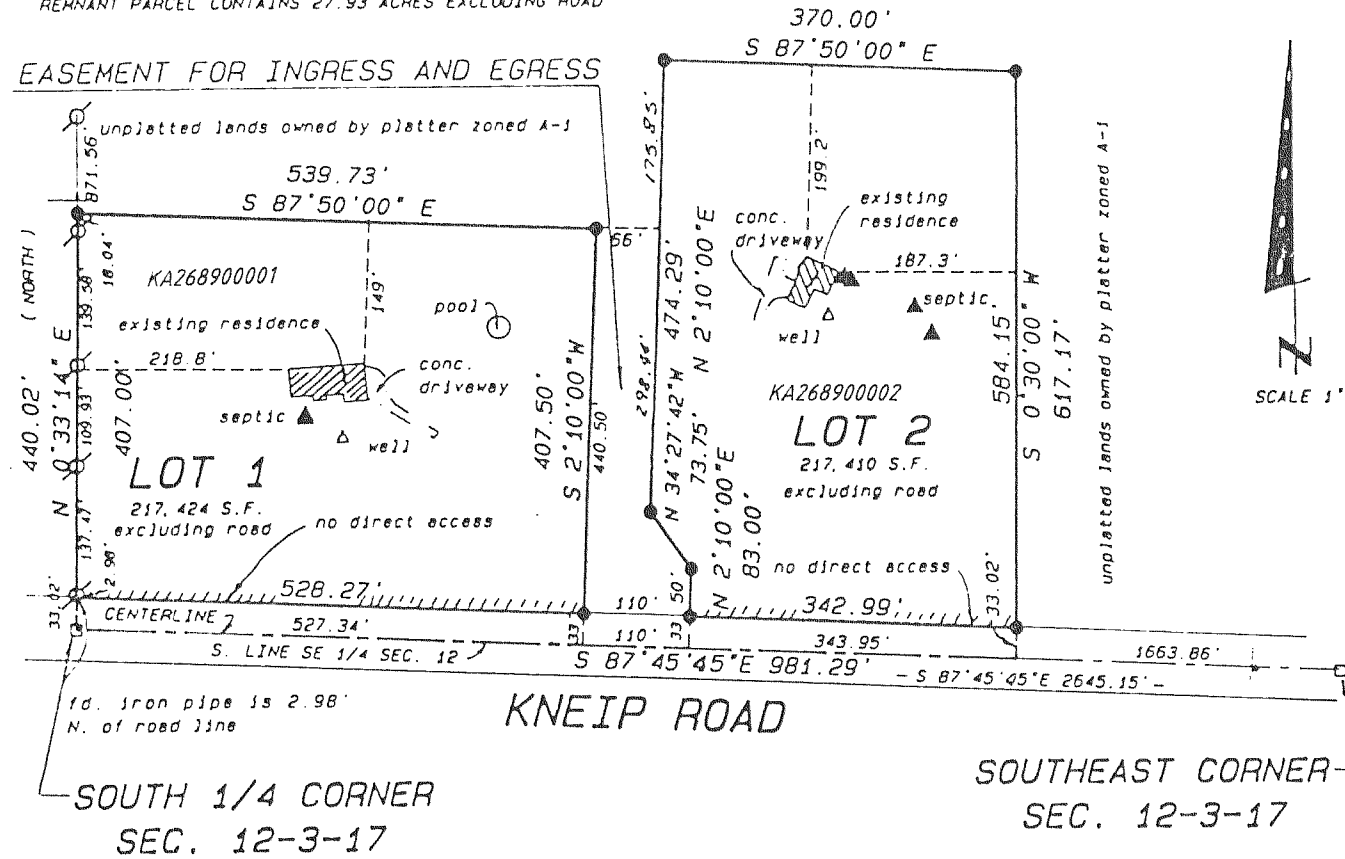 REMNANT PARCEL CONTAINS 27.93 ACRES EXCLUDING ROAD
370.00'
S 87°50'00" E
EASEMENT FOR INGRESS AND EGRESS
unplatted lands owned by platter zoned A-1
871.56'
539.73'
S 87°50'00" E
175.85'
199.2'
existing
residence
conc.
driveway
187.3'
septic
well
66'
18.04'
( NORTH )
KA268900001
149'
pool
139.58'
existing residence
218.8'
conc.
driveway
septic
well
440.02'
N 0°33'14" E
109.93'
407.00'
LOT 1
217,424 S.F.
excluding road
no direct access
137.47'
2.98'
407.50'
S 2°10'00"W
440.50'
298.44'
N 2°10'00"E
474.29'
N 34°27'42"W
73.75'
N 2°10'00"E
83.00'
KA268900002
LOT 2
217,410 S.F.
excluding road
no direct access
584.15'
S 0°30'00" W
617.17'
unplatted lands owned by platter zoned A-1
N
SCALE 1"
33.02'
528.27'
110'
50'
342.99'
33.02'
CENTERLINE
527.34'
33
110'
33
343.95'
1663.86'
S. LINE SE 1/4 SEC. 12
S 87°45'45"E 981.29'
- S 87°45'45"E 2645.15' -
fd. iron pipe is 2.98'
N. of road line
KNEIP ROAD
SOUTH 1/4 CORNER
SEC. 12-3-17
SOUTHEAST CORNER
SEC. 12-3-17